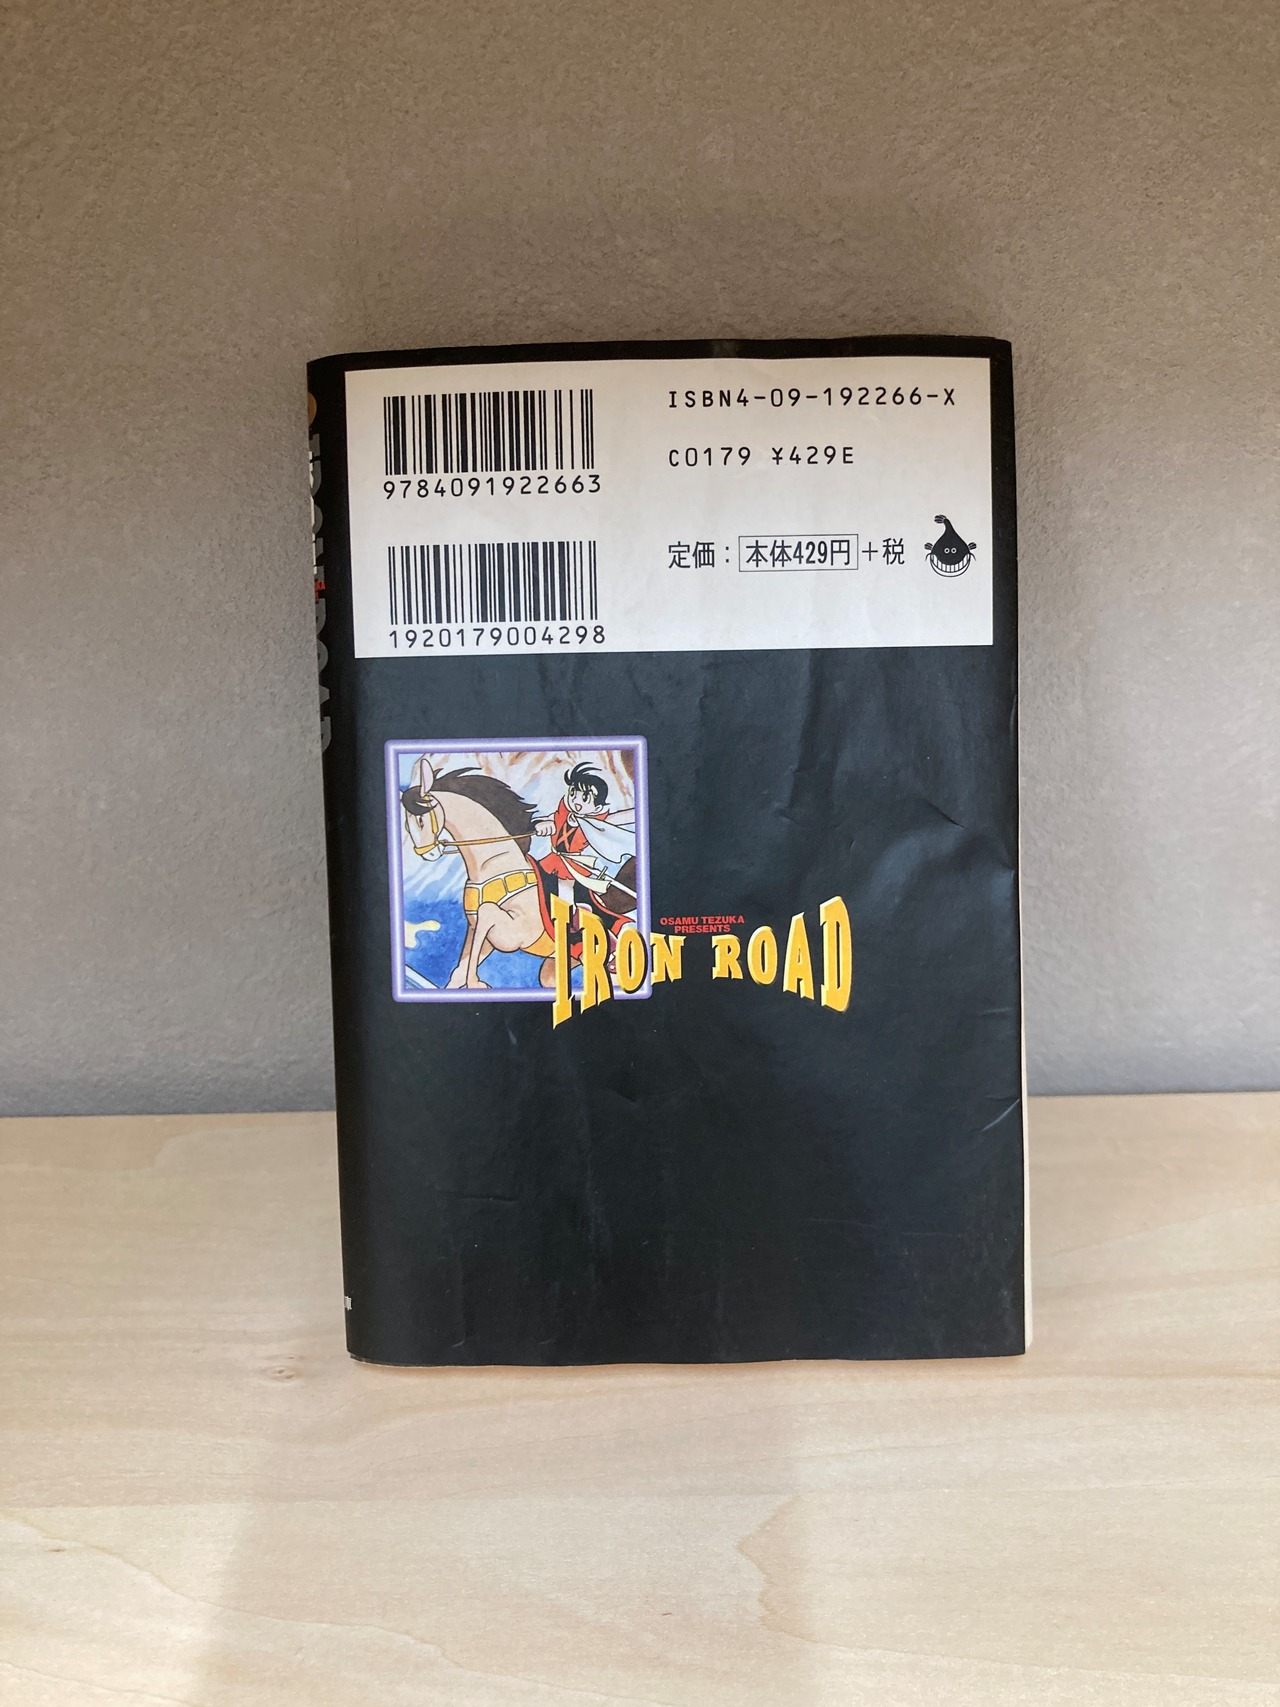 ISBN4-09-192266-X
C0179 ¥429E
9784091922663
定価：本体429円+税
1920179004298
OSAMU TEZUKA
PRESENTS
IRON ROAD